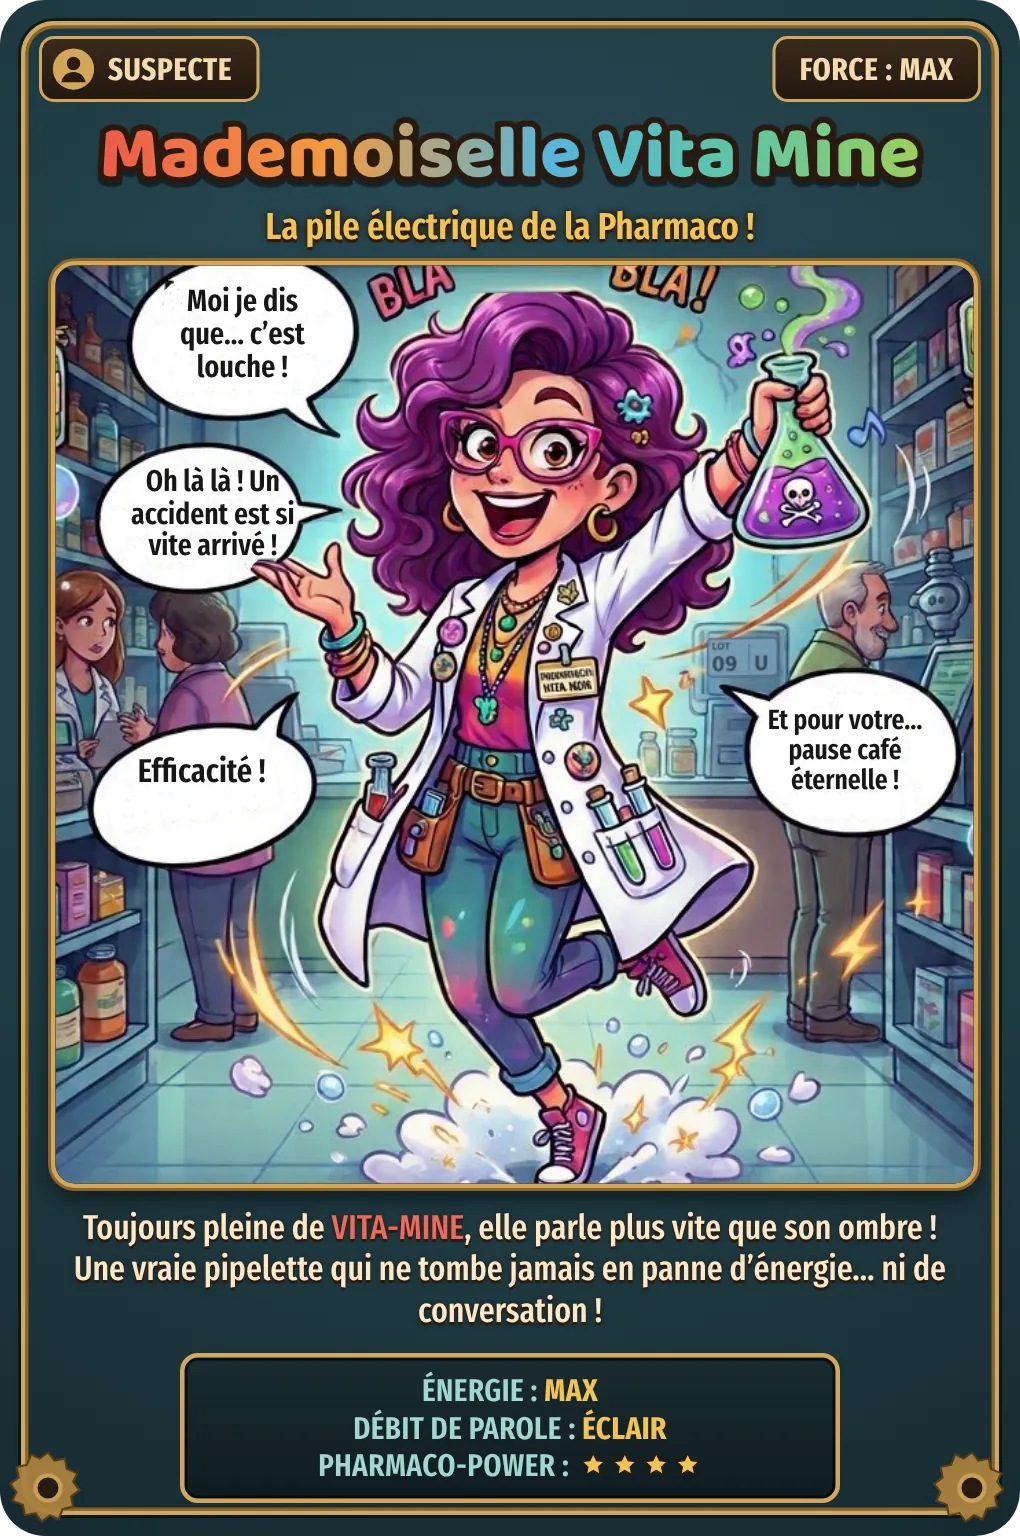 SUSPECTE
FORCE : MAX
Mademoiselle Vita Mine
La pile électrique de la Pharmaco !
BLA
BLA!
Moi je dis
que... c’est
louche !
Oh là là ! Un
accident est si
vite arrivé !
LOT
09 U
Et pour votre...
pause café
éternelle !
Efficacité !
Toujours pleine de VITA-MINE, elle parle plus vite que son ombre !
Une vraie pipelette qui ne tombe jamais en panne d’énergie... ni de
conversation !
ÉNERGIE : MAX
DÉBIT DE PAROLE : ÉCLAIR
PHARMACO-POWER : ★ ★ ★ ★